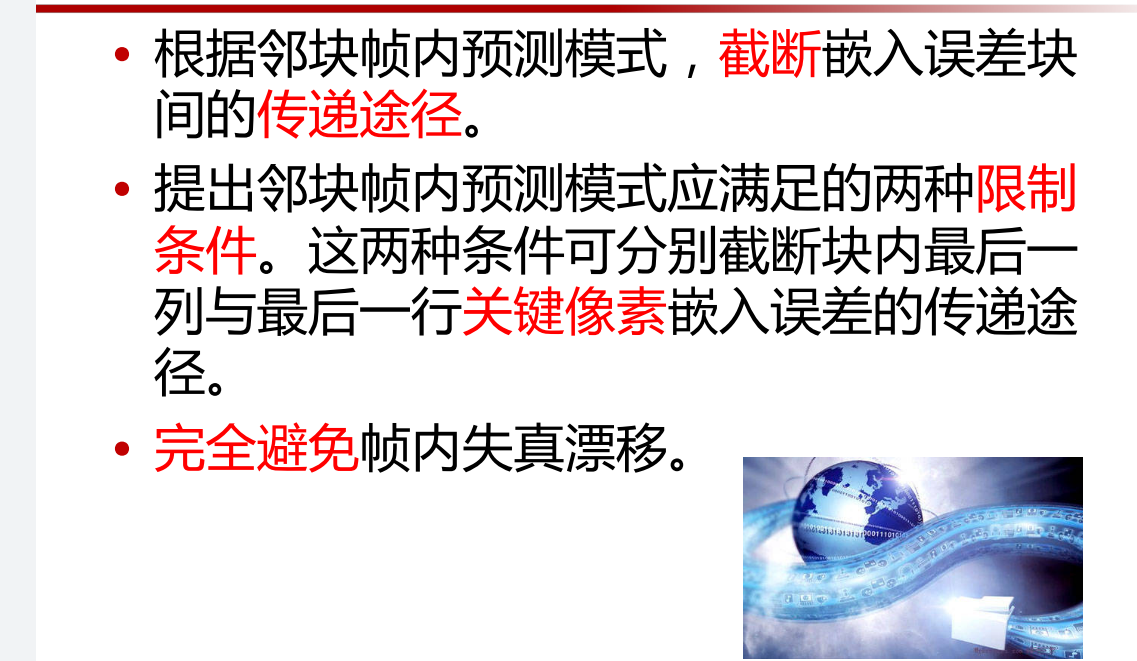 • 根据邻块帧内预测模式，截断嵌入误差块
间的传递途径。
• 提出邻块帧内预测模式应满足的两种限制
条件。这两种条件可分别截断块内最后一
列与最后一行关键像素嵌入误差的传递途
径。
• 完全避免帧内失真漂移。